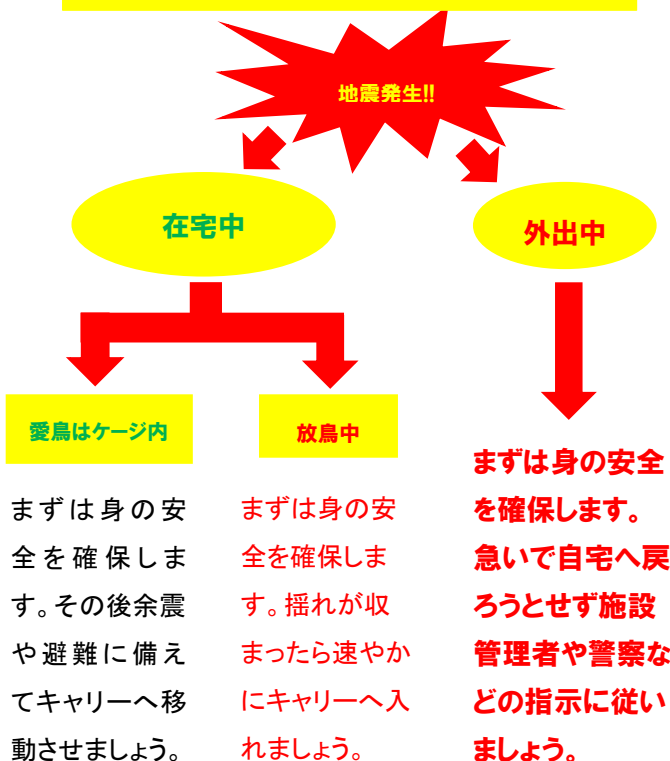 地震発生!!
在宅中
外出中
愛鳥はケージ内
放鳥中
まずは身の安
全を確保しま
す。その後余震
や避難に備え
てキャリーへ移
動させましょう。
まずは身の安
全を確保しま
す。揺れが収
まったら速やか
にキャリーへ入
れましょう。
まずは身の安全
を確保します。
急いで自宅へ戻
ろうとせず施設
管理者や警察な
どの指示に従い
ましょう。